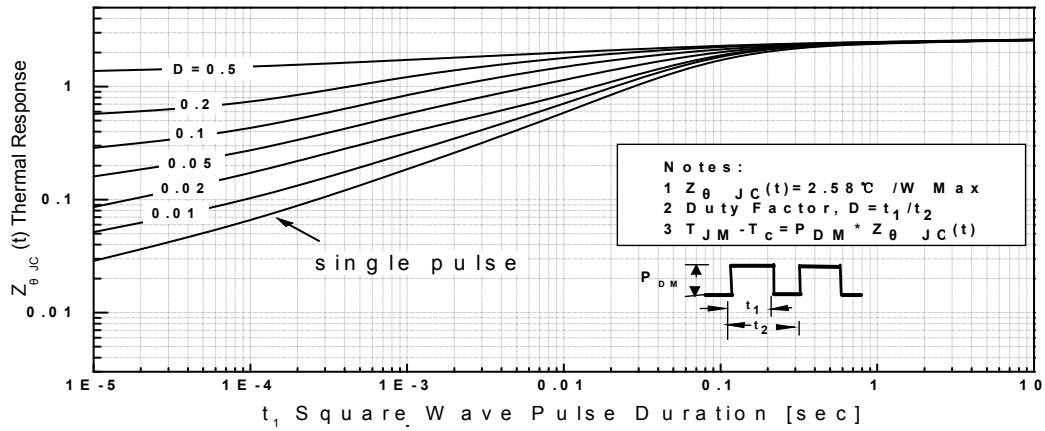 Z θ JC (t) Thermal Response
1
0.1
0.01
D = 0.5
0.2
0.1
0.05
0.02
0.01
single pulse
Notes:
1 Z θ JC (t)=2.58℃ /W Max
2 Duty Factor, D=t1/t2
3 TJM -Tc=PDM* Zθ JC(t)
PDM
t1
t2
1E-5
1E-4
1E-3
0.01
0.1
1
10
t1 Square Wave Pulse Duration [sec]